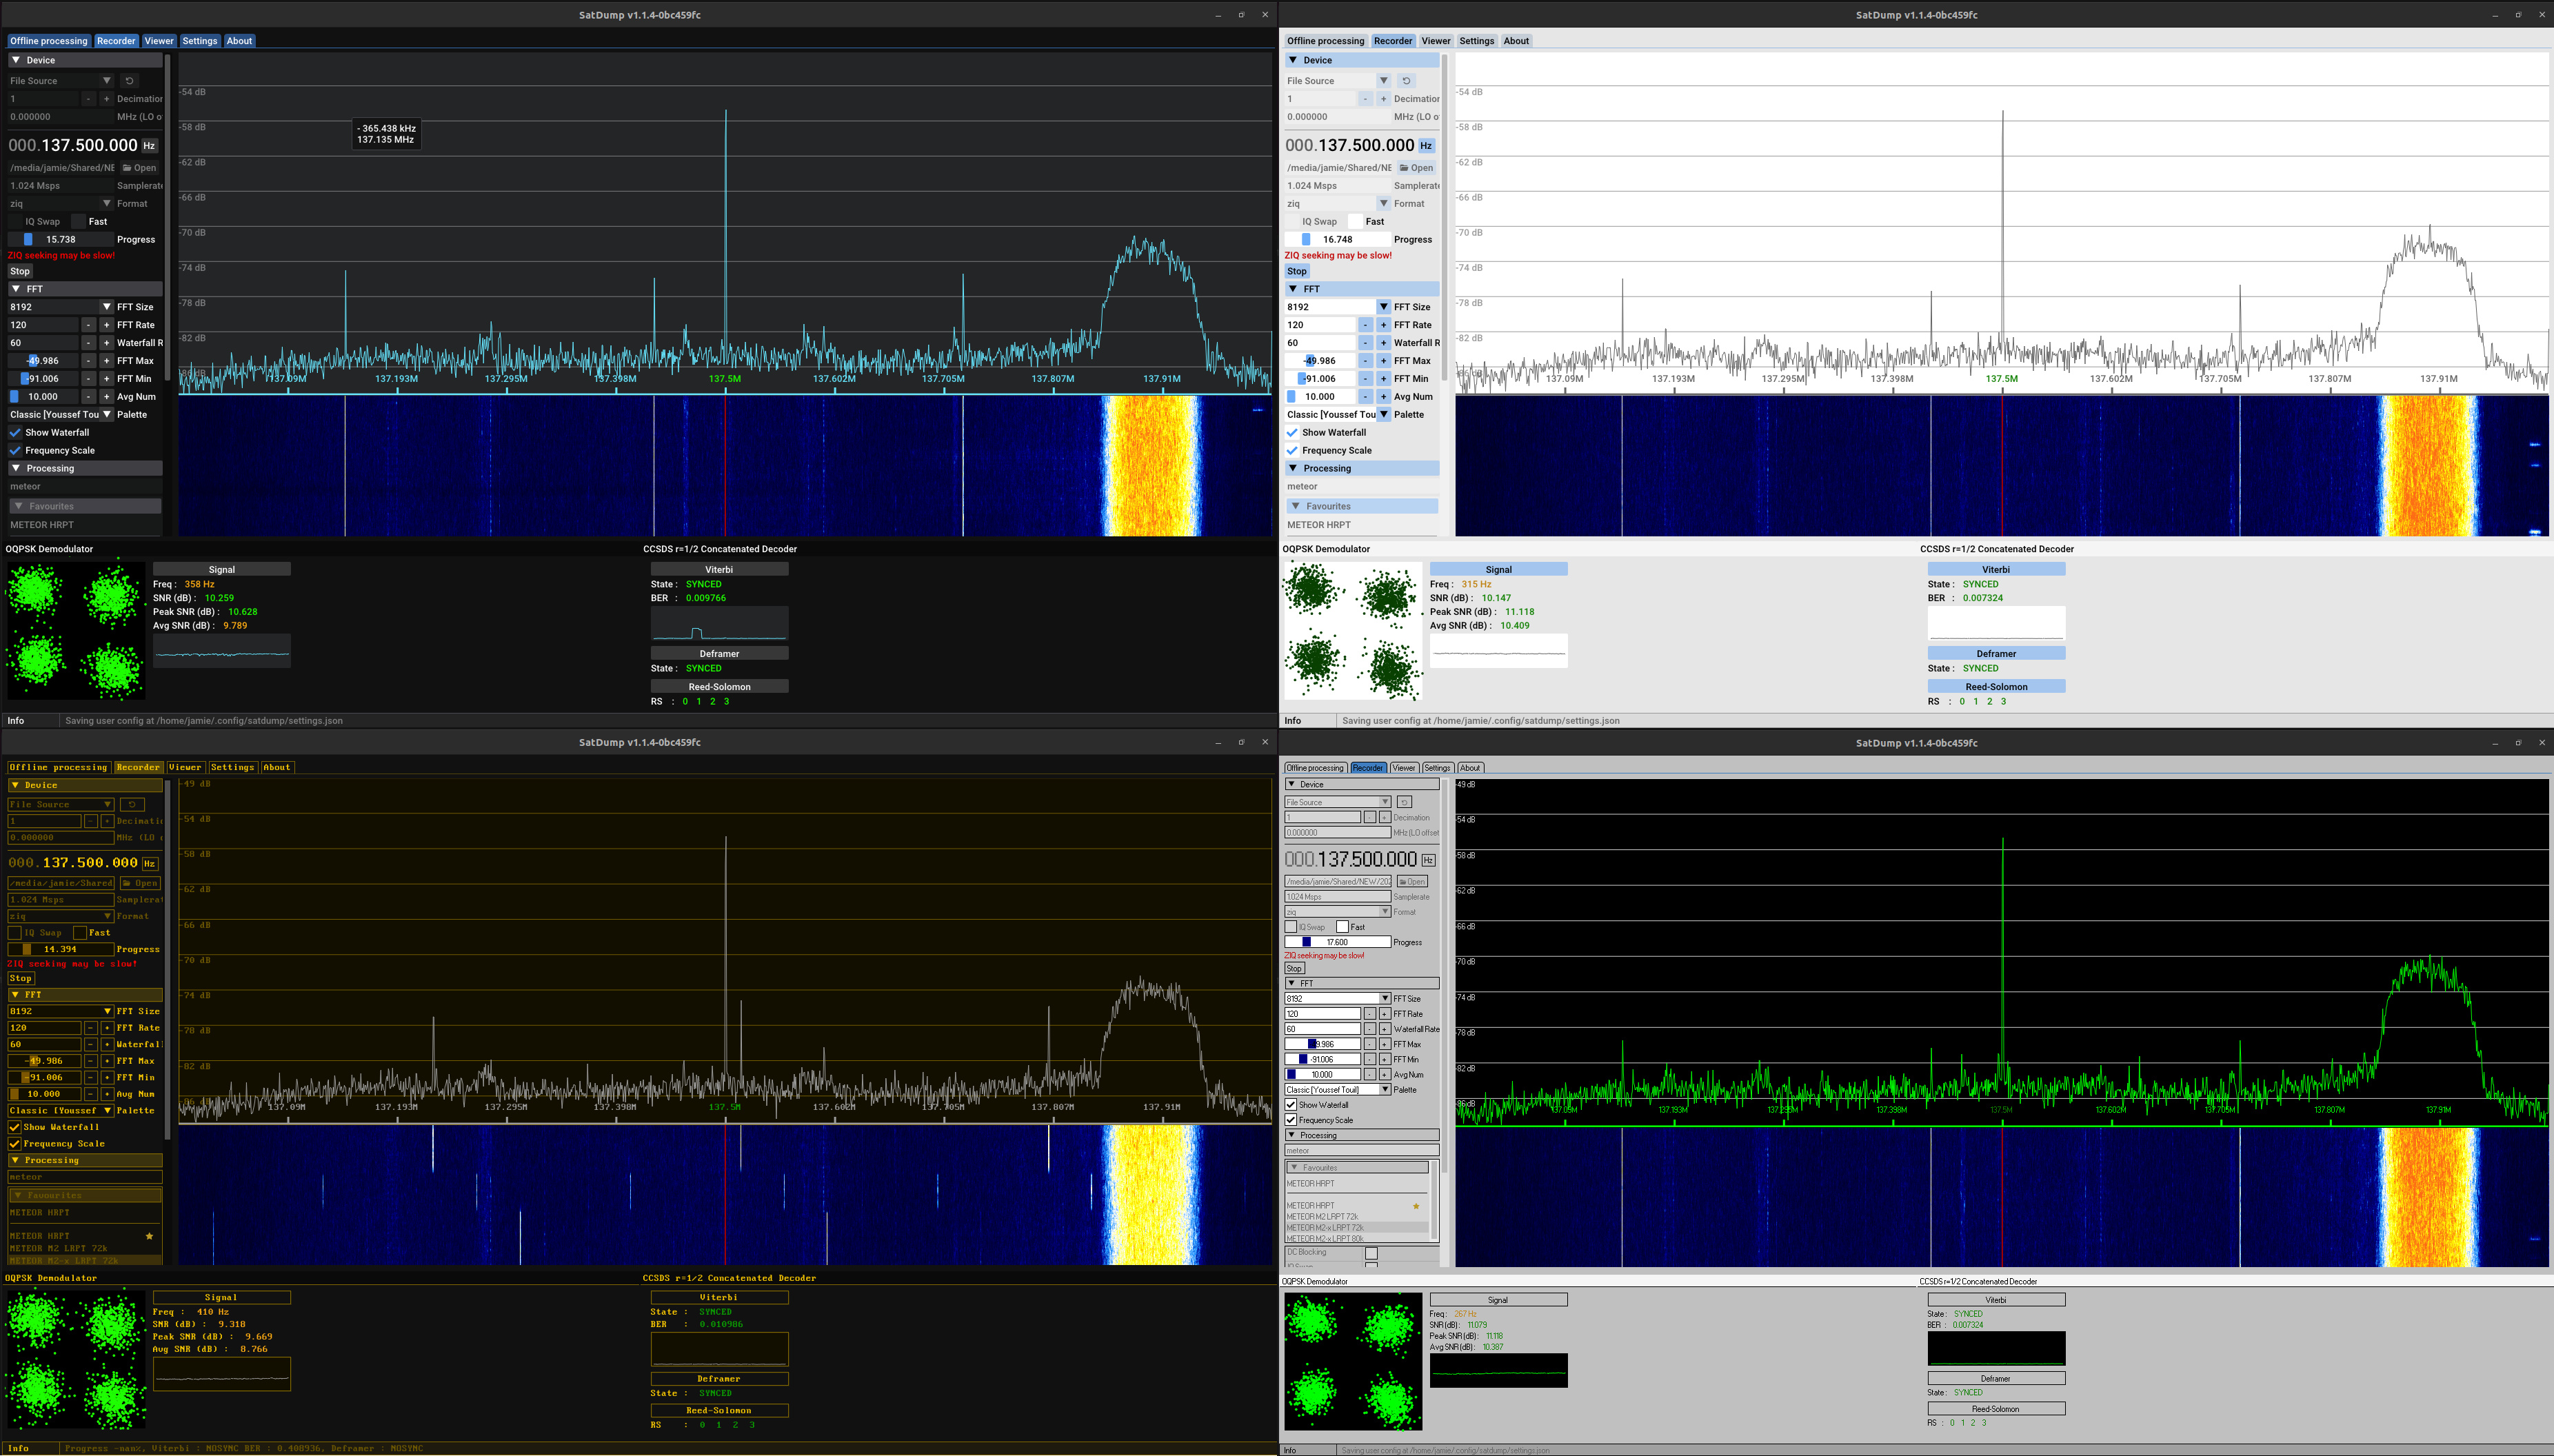 SatDump v1.1.4-0bc459fc
Offline processing Recorder Viewer Settings About
Device
File Source
1 - + Decimation
0.000000 MHz (LO o
000.137.500.000 Hz
/media/jamie/Shared/NE Open
1.024 Msps Samplerate
ziq Format
IQ Swap Fast
15.738 Progress
ZIQ seeking may be slow!
Stop
FFT
8192 FFT Size
120 - + FFT Rate
60 - + Waterfall R
-49.986 - + FFT Max
-91.006 - + FFT Min
10.000 - + Avg Num
Classic [Youssef Tou Palette
Show Waterfall
Frequency Scale
Processing
meteor
Favourites
METEOR HRPT
-54 dB
-58 dB
- 365.438 kHz
137.135 MHz
-62 dB
-66 dB
-70 dB
-74 dB
-78 dB
-82 dB
-86 dB
137.09M 137.193M 137.295M 137.398M 137.5M 137.602M 137.705M 137.807M 137.91M
OQPSK Demodulator
Signal
Freq : 358 Hz
SNR (dB) : 10.259
Peak SNR (dB) : 10.628
Avg SNR (dB) : 9.789
CCSDS r=1/2 Concatenated Decoder
Viterbi
State : SYNCED
BER : 0.009766
Deframer
State : SYNCED
Reed-Solomon
RS : 0 1 2 3
Info Saving user config at /home/jamie/.config/satdump/settings.json
SatDump v1.1.4-0bc459fc
Offline processing Recorder Viewer Settings About
Device
File Source
1 - + Decimation
0.000000 MHz (LO o
000.137.500.000 Hz
/media/jamie/Shared/NE Open
1.024 Msps Samplerate
ziq Format
IQ Swap Fast
16.748 Progress
ZIQ seeking may be slow!
Stop
FFT
8192 FFT Size
120 - + FFT Rate
60 - + Waterfall R
-49.986 - + FFT Max
-91.006 - + FFT Min
10.000 - + Avg Num
Classic [Youssef Tou Palette
Show Waterfall
Frequency Scale
Processing
meteor
Favourites
METEOR HRPT
-54 dB
-58 dB
-62 dB
-66 dB
-70 dB
-74 dB
-78 dB
-82 dB
-86 dB
137.09M 137.193M 137.295M 137.398M 137.5M 137.602M 137.705M 137.807M 137.91M
OQPSK Demodulator
Signal
Freq : 315 Hz
SNR (dB) : 10.147
Peak SNR (dB) : 11.118
Avg SNR (dB) : 10.409
CCSDS r=1/2 Concatenated Decoder
Viterbi
State : SYNCED
BER : 0.007324
Deframer
State : SYNCED
Reed-Solomon
RS : 0 1 2 3
Info Saving user config at /home/jamie/.config/satdump/settings.json
SatDump v1.1.4-0bc459fc
Offline processing Recorder Viewer Settings About
Device
File Source
1 - + Decimatic
0.000000 MHz (LO o
000.137.500.000 Hz
/media/jamie/Shared Open
1.024 Msps Samplerat
ziq Format
IQ Swap Fast
14.394 Progress
ZIQ seeking may be slow!
Stop
FFT
8192 FFT Size
120 - + FFT Rate
60 - + Waterfall
-49.986 - + FFT Max
-91.006 - + FFT Min
10.000 - + Avg Num
Classic [Youssef Palette
Show Waterfall
Frequency Scale
Processing
meteor
Favourites
METEOR HRPT
METEOR HRPT
METEOR M2 LRPT 72k
METEOR M2-x LRPT 72k
-49 dB
-54 dB
-58 dB
-62 dB
-66 dB
-70 dB
-74 dB
-78 dB
-82 dB
-86 dB
137.09M 137.193M 137.295M 137.398M 137.5M 137.602M 137.705M 137.807M 137.91M
OQPSK Demodulator
Signal
Freq : 410 Hz
SNR (dB) : 9.318
Peak SNR (dB) : 9.669
Avg SNR (dB) : 8.766
CCSDS r=1/2 Concatenated Decoder
Viterbi
State : SYNCED
BER : 0.010986
Deframer
State : SYNCED
Reed-Solomon
RS : 0 1 2 3
Info Progress -nan%, Viterbi : NOSYNC BER : 0.408936, Deframer : NOSYNC
SatDump v1.1.4-0bc459fc
Offline processing Recorder Viewer Settings About
Device
File Source
1 - + Decimation
0.000000 MHz (LO offset
000.137.500.000 Hz
/media/jamie/Shared/NEW/202 Open
1.024 Msps Samplerate
ziq Format
IQ Swap Fast
17.600 Progress
ZIQ seeking may be slow!
Stop
FFT
8192 FFT Size
120 - + FFT Rate
60 - + Waterfall Rate
9.986 - + FFT Max
-91.006 - + FFT Min
10.000 - + Avg Num
Classic [Youssef Touil] Palette
Show Waterfall
Frequency Scale
Processing
meteor
Favourites
METEOR HRPT
METEOR HRPT
METEOR M2 LRPT 72k
METEOR M2-x LRPT 72k
METEOR M2-x LRPT 80k
DC Blocking
-49 dB
-54 dB
-58 dB
-62 dB
-66 dB
-70 dB
-74 dB
-78 dB
-82 dB
-86 dB
137.09M 137.193M 137.295M 137.398M 137.5M 137.602M 137.705M 137.807M 137.91M
OQPSK Demodulator
Signal
Freq : 267 Hz
SNR (dB) : 11.079
Peak SNR (dB) : 11.118
Avg SNR (dB) : 10.387
CCSDS r=1/2 Concatenated Decoder
Viterbi
State : SYNCED
BER : 0.007324
Deframer
State : SYNCED
Reed-Solomon
RS : 0 1 2 3
Info Saving user config at /home/jamie/.config/satdump/settings.json